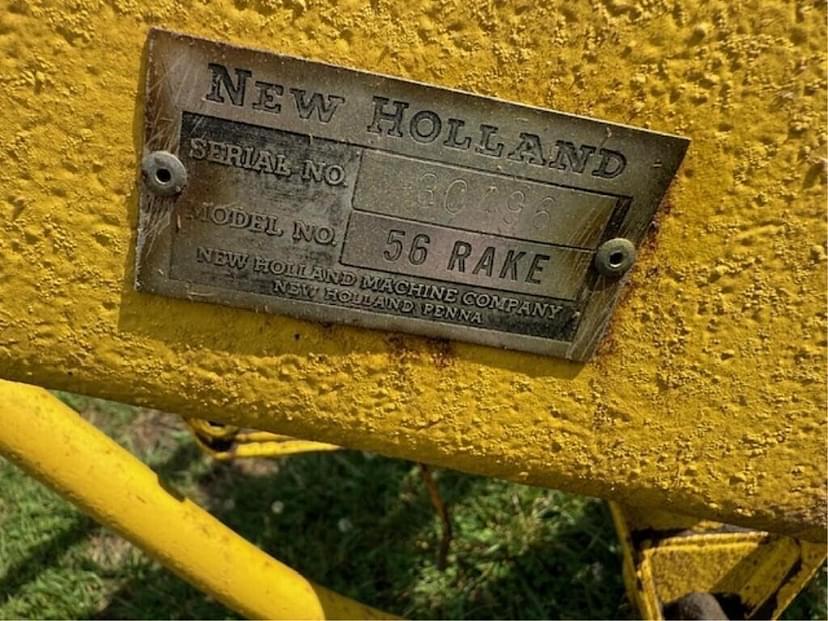 NEW HOLLAND
SERIAL NO.
MODEL NO. 56 RAKE
NEW HOLLAND MACHINE COMPANY
NEW HOLLAND PENNA